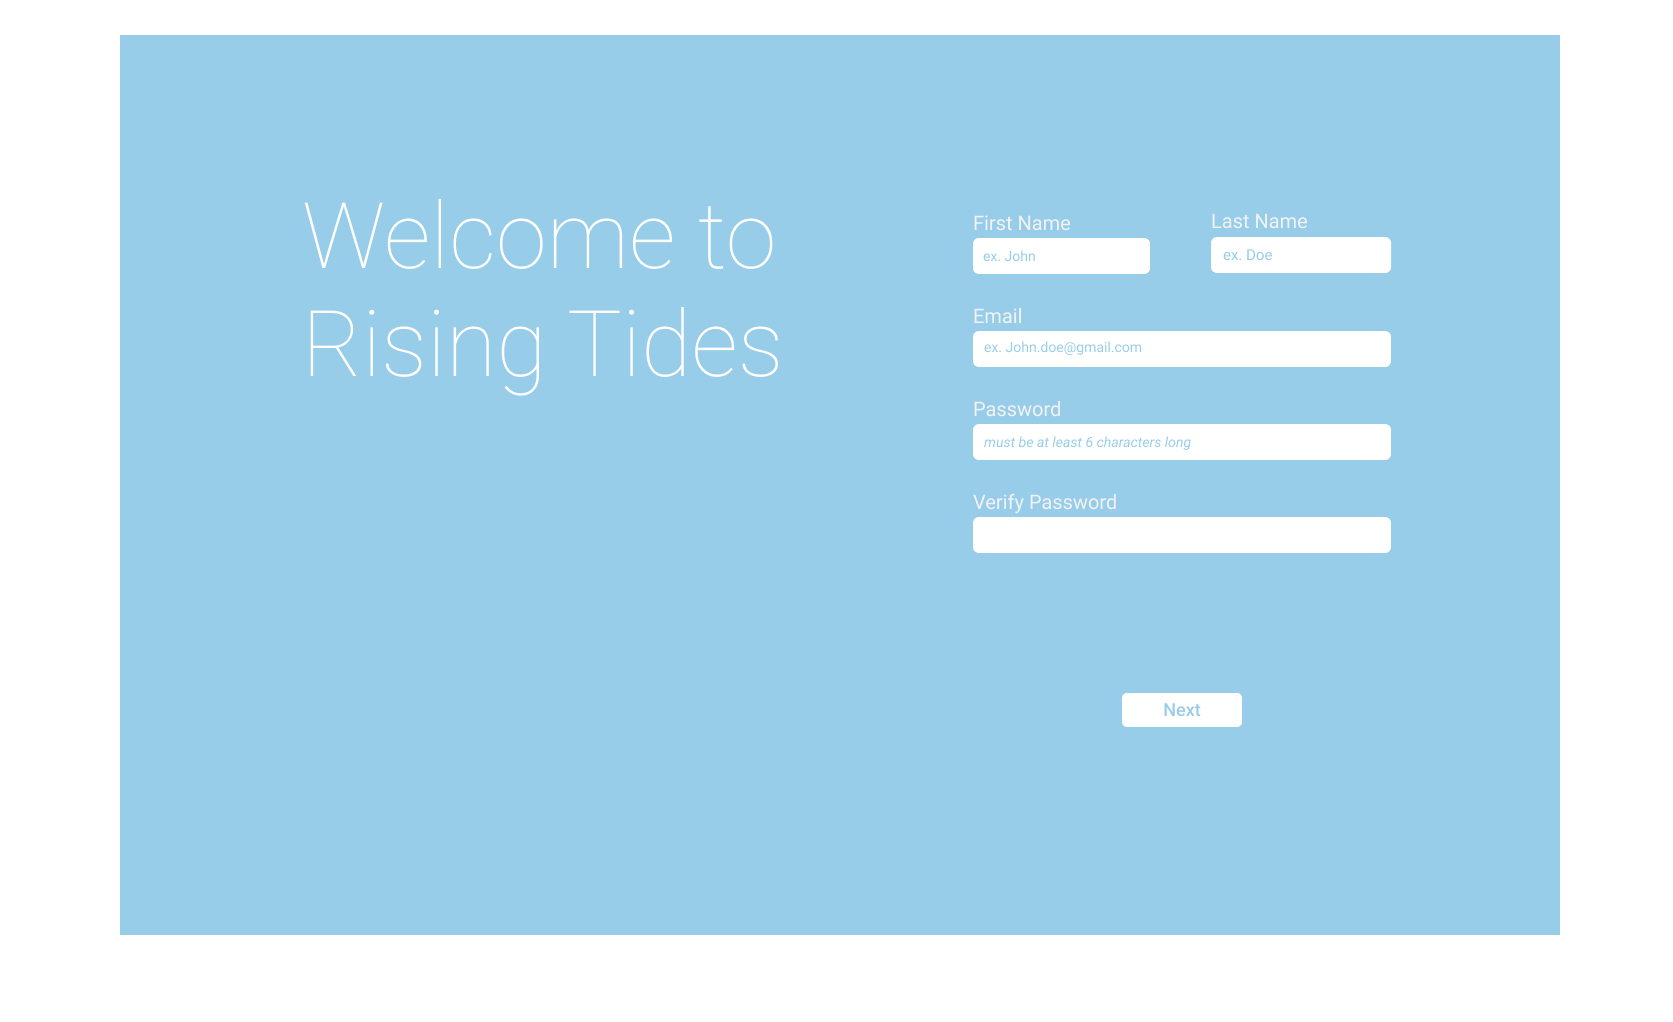 Welcome to
Rising Tides
First Name
Last Name
ex. John
ex. Doe
Email
ex. John.doe@gmail.com
Password
must be at least 6 characters long
Verify Password
Next